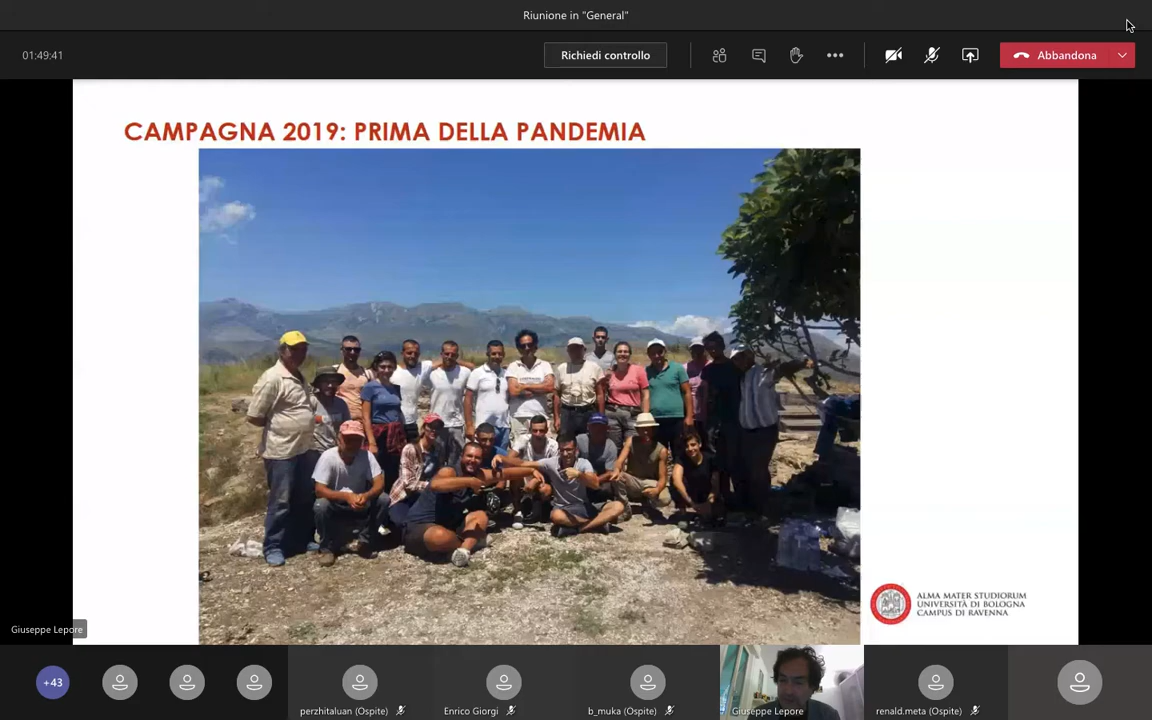 Riunione in "General"
01:49:41
Richiedi controllo
Abbandona
CAMPAGNA 2019: PRIMA DELLA PANDEMIA
ALMA MATER STUDIORUM
UNIVERSITÀ DI BOLOGNA
CAMPUS DI RAVENNA
Giuseppe Lepore
+43
perzhitaluan (Ospite)
Enrico Giorgi
b_muka (Ospite)
Giuseppe Lepore
renald.meta (Ospite)